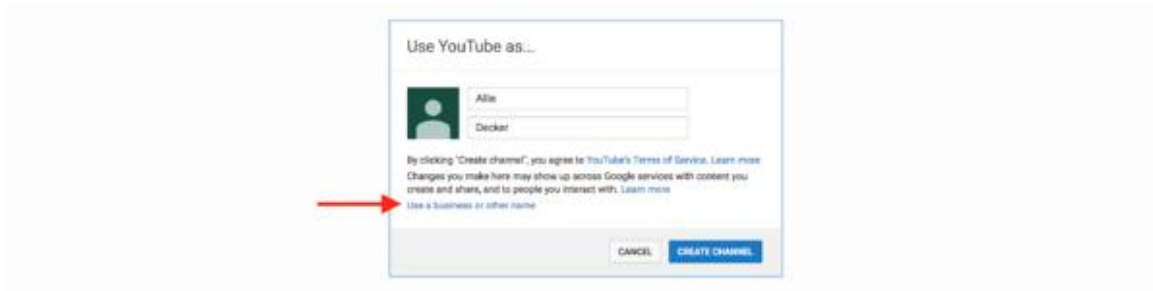 Use YouTube as...
Allie
Decker
By clicking "Create channel", you agree to YouTube's Terms of Service. Learn more
Changes you make here may show up across Google services with content you
create and share, and to people you interact with. Learn more
Use a business or other name
CANCEL CREATE CHANNEL